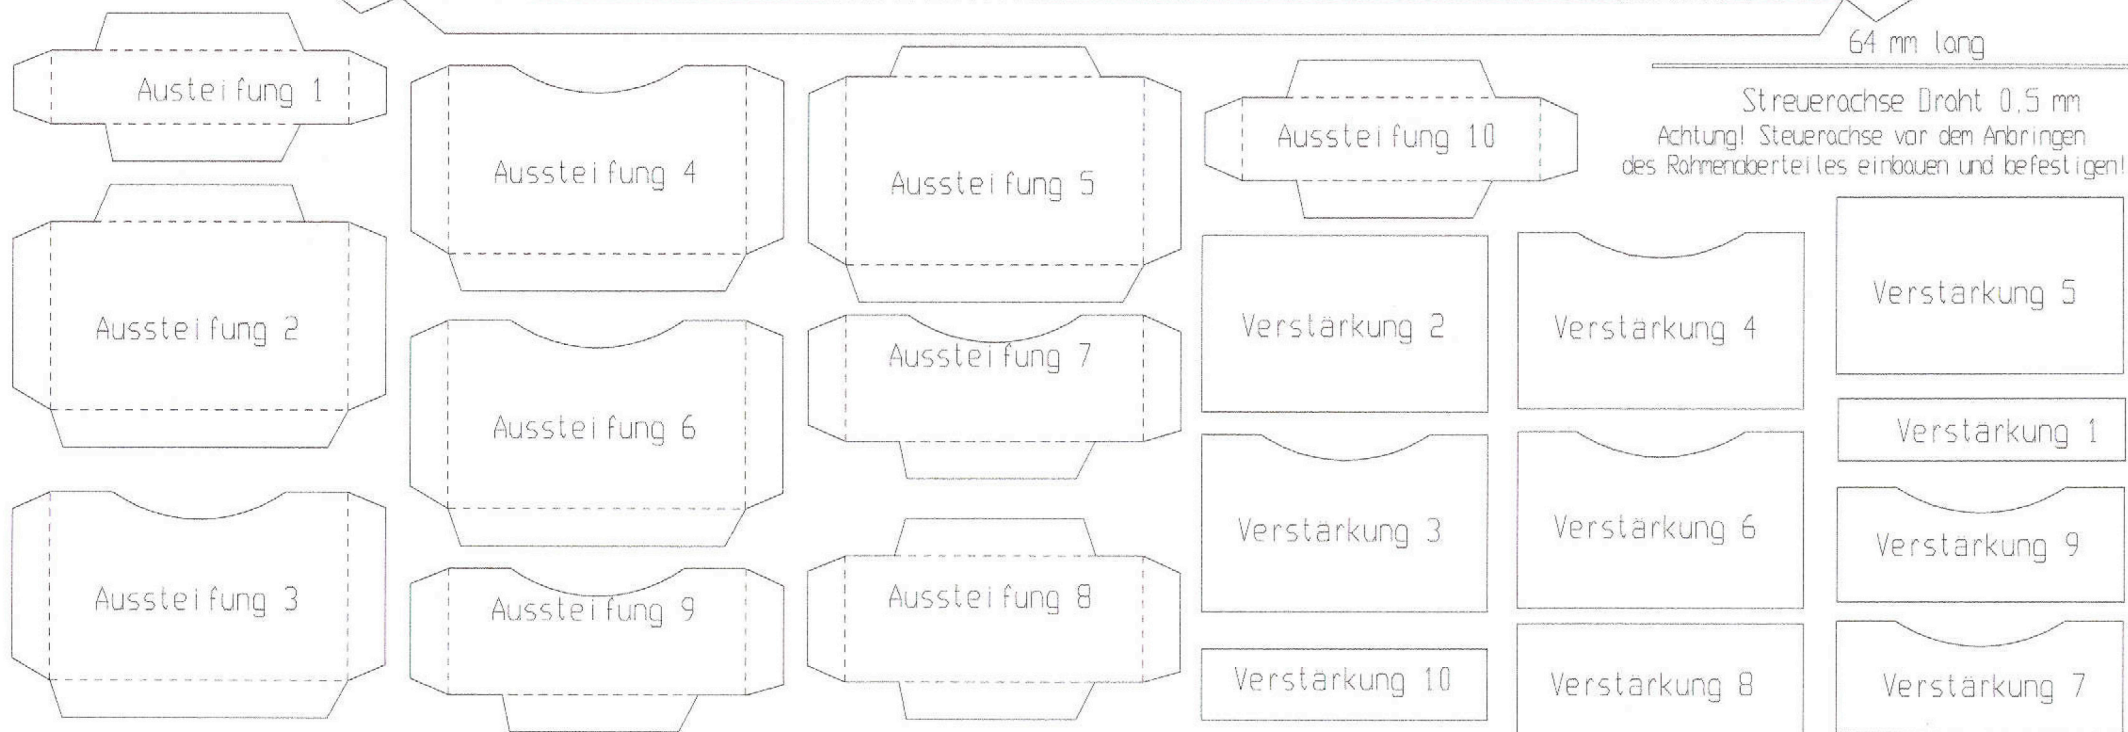 64 mm lang
Austeifung 1
Aussteifung 4
Aussteifung 5
Aussteifung 10
Streuerachse Draht 0,5 mm
Achtung! Steuerachse vor dem Anbringen
des Rahmenoberteiles einbauen und befestigen!
Aussteifung 2
Aussteifung 6
Aussteifung 7
Verstärkung 2
Verstärkung 4
Verstärkung 5
Verstärkung 1
Aussteifung 3
Aussteifung 9
Aussteifung 8
Verstärkung 3
Verstärkung 6
Verstärkung 9
Verstärkung 10
Verstärkung 8
Verstärkung 7